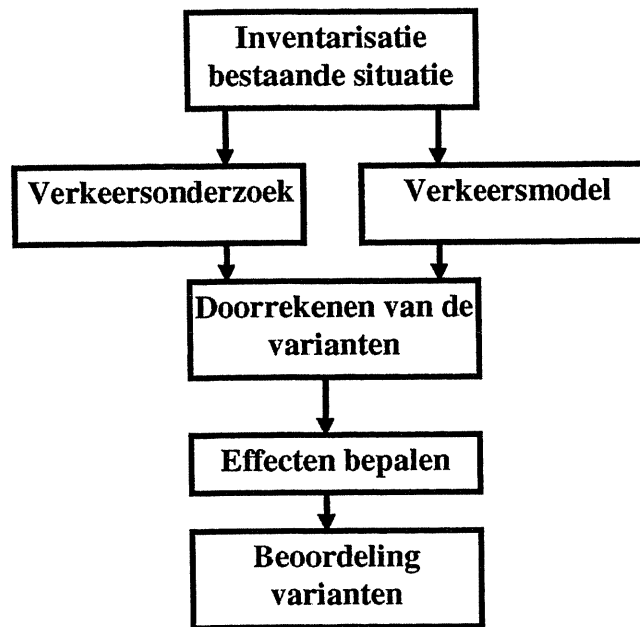 Inventarisatie
bestaande situatie
Verkeersonderzoek
Verkeersmodel
Doorrekenen van de
varianten
Effecten bepalen
Beoordeling
varianten